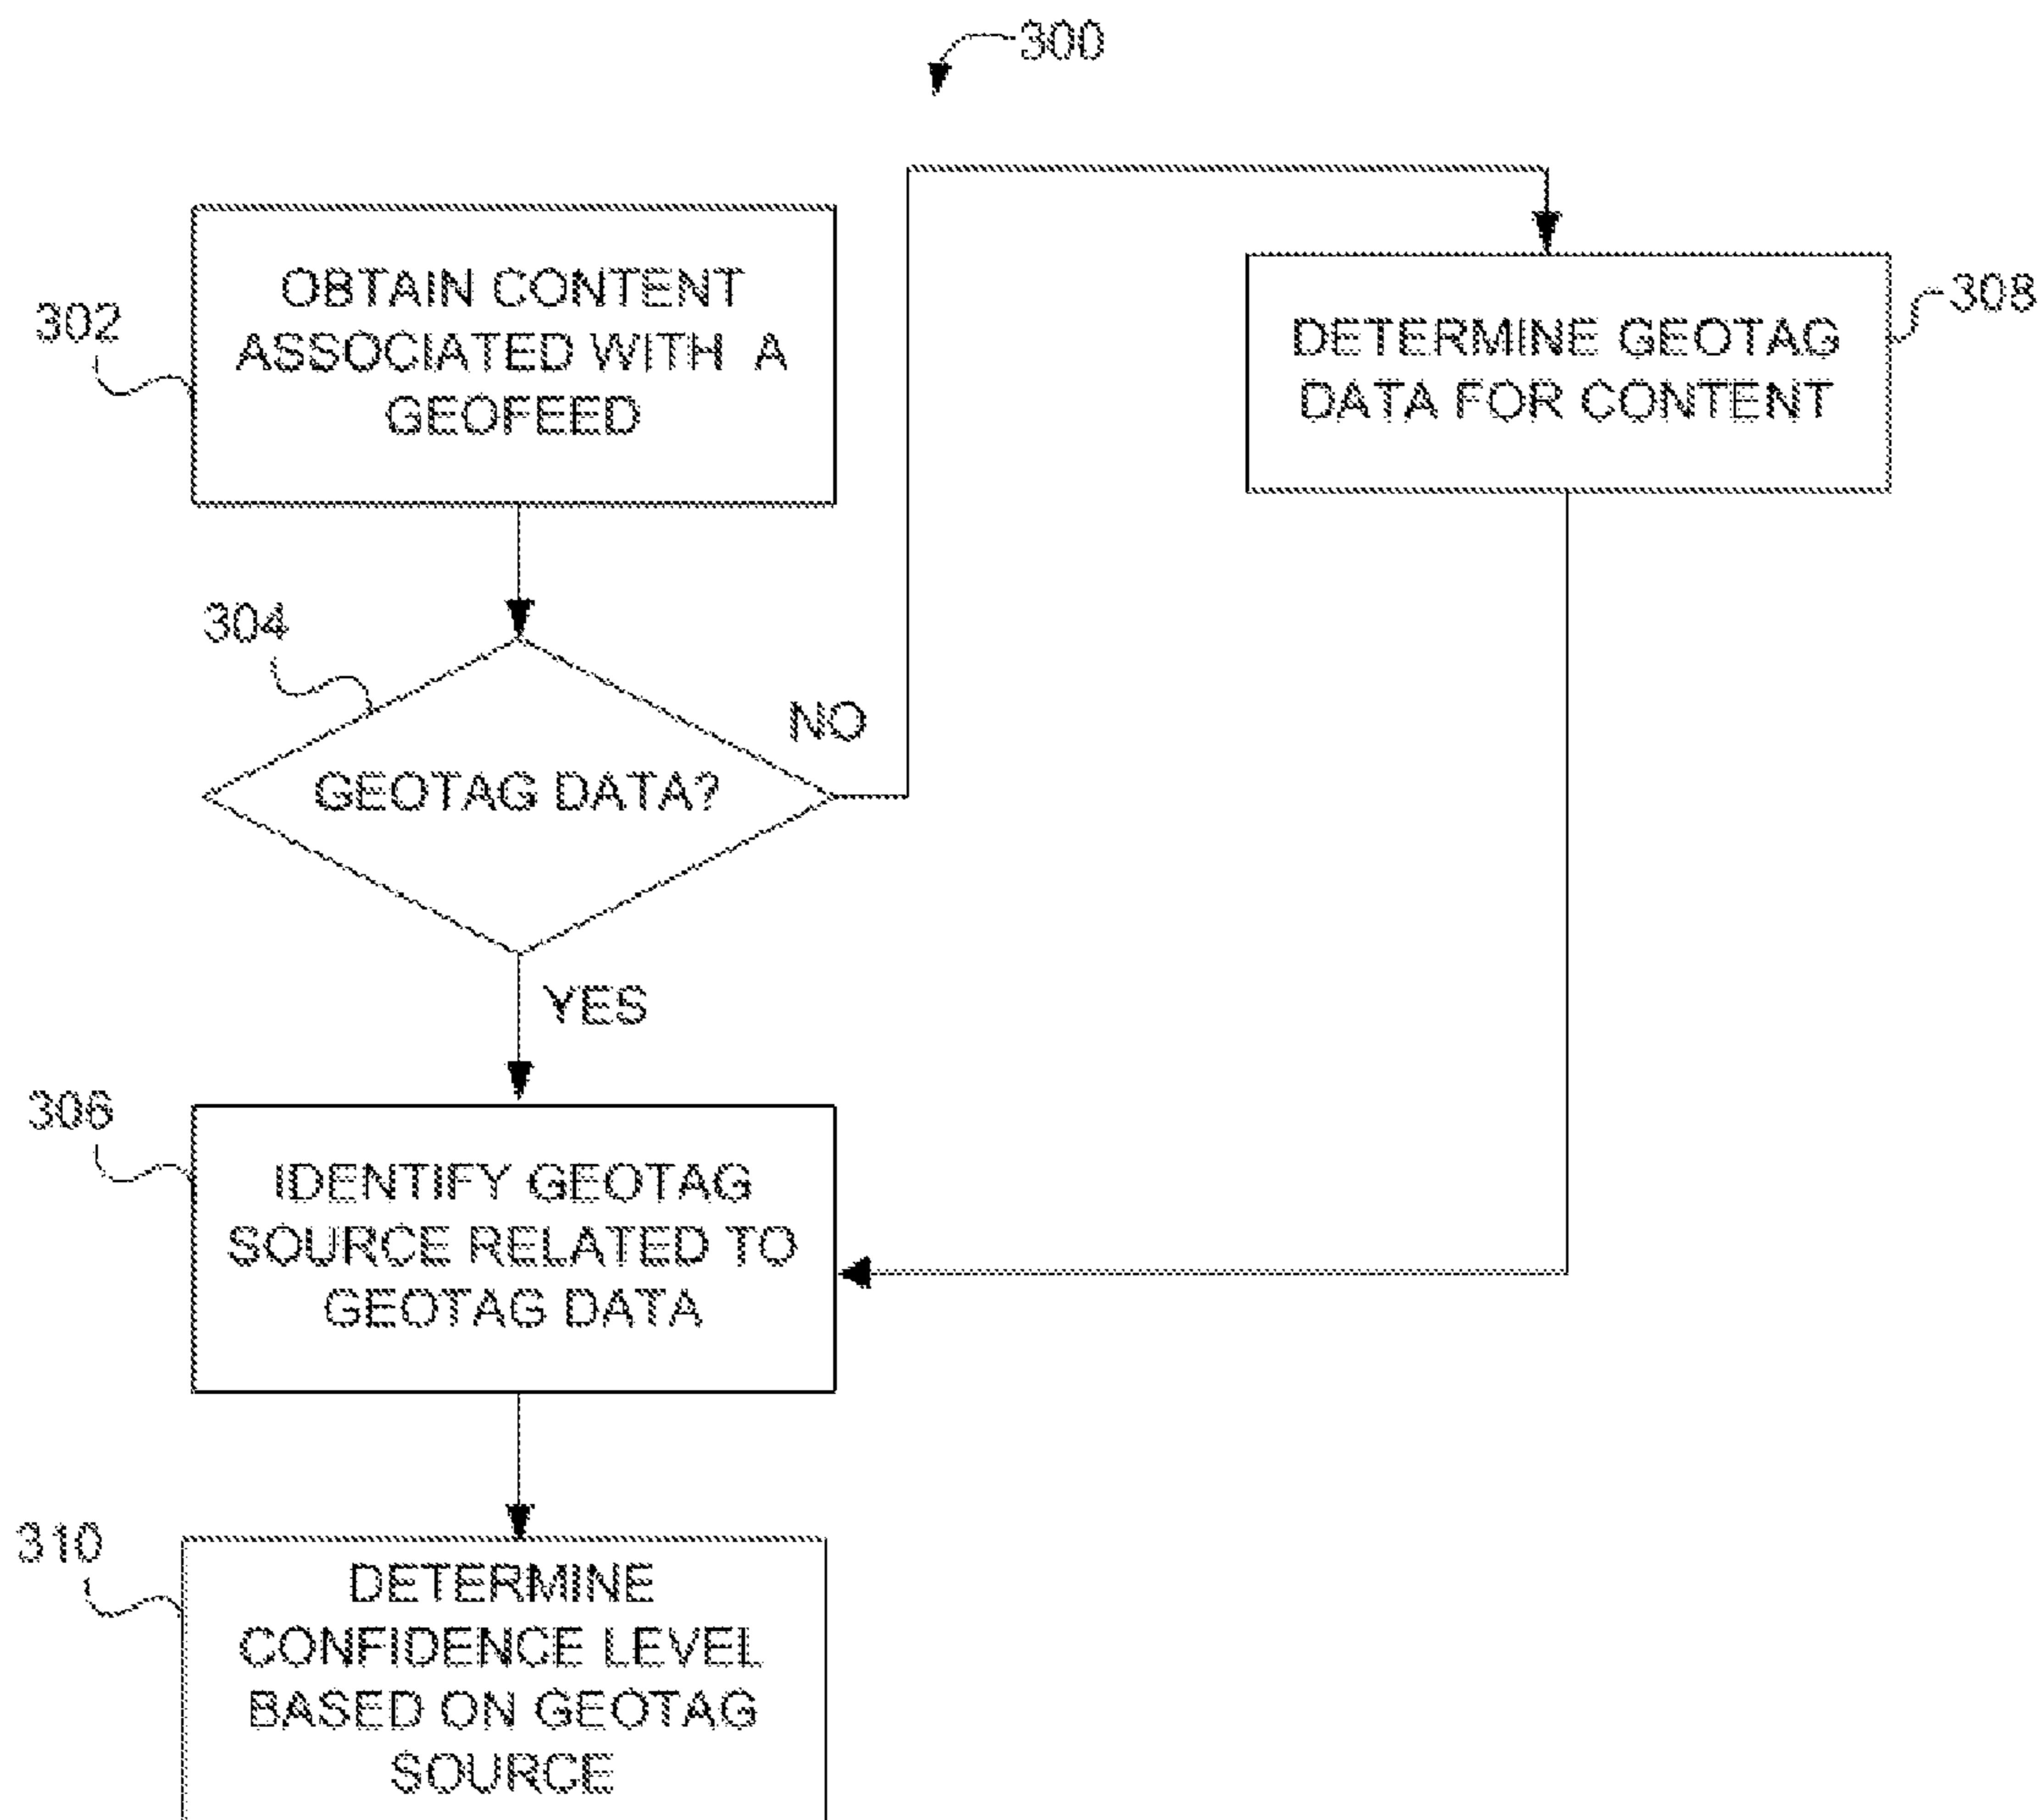 300
302
OBTAIN CONTENT
ASSOCIATED WITH A
GEOFEED
308
DETERMINE GEOTAG
DATA FOR CONTENT
304
GEOTAG DATA?
NO
YES
306
IDENTIFY GEOTAG
SOURCE RELATED TO
GEOTAG DATA
310
DETERMINE
CONFIDENCE LEVEL
BASED ON GEOTAG
SOURCE